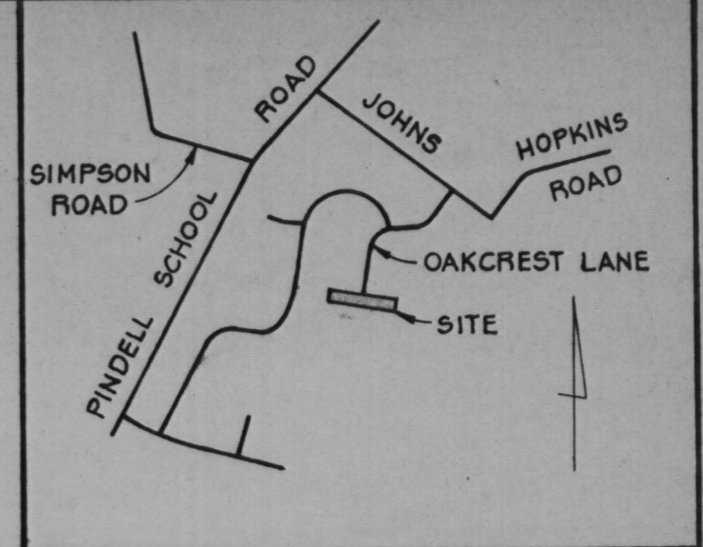 ROAD
JOHNS
HOPKINS
ROAD
SIMPSON
ROAD
PINDELL SCHOOL
OAKCREST LANE
SITE